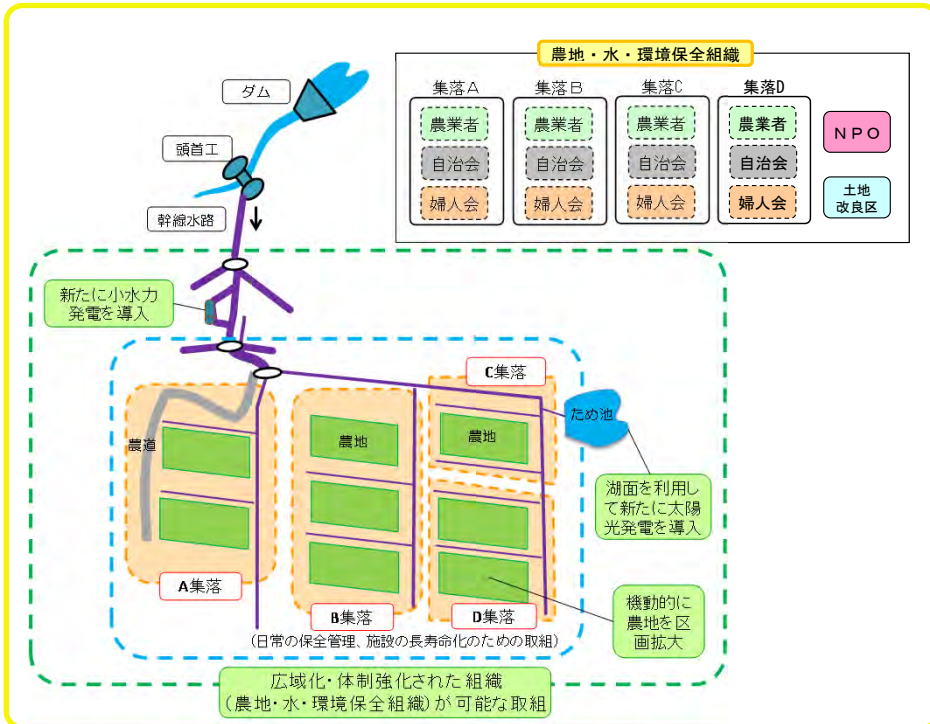 農地・水・環境保全組織
集落A
集落B
集落C
集落D
農業者
農業者
農業者
農業者
自治会
自治会
自治会
自治会
婦人会
婦人会
婦人会
婦人会
NPO
土地
改良区
ダム
頭首工
幹線水路
新たに小水力
発電を導入
C集落
ため池
農道
農地
農地
湖面を利用し
て新たに太陽
光発電を導入
A集落
B集落
D集落
機動的に
農地を区
画拡大
(日常の保全管理、施設の長寿命化のための取組)
広域化・体制強化された組織
(農地・水・環境保全組織)が可能な取組